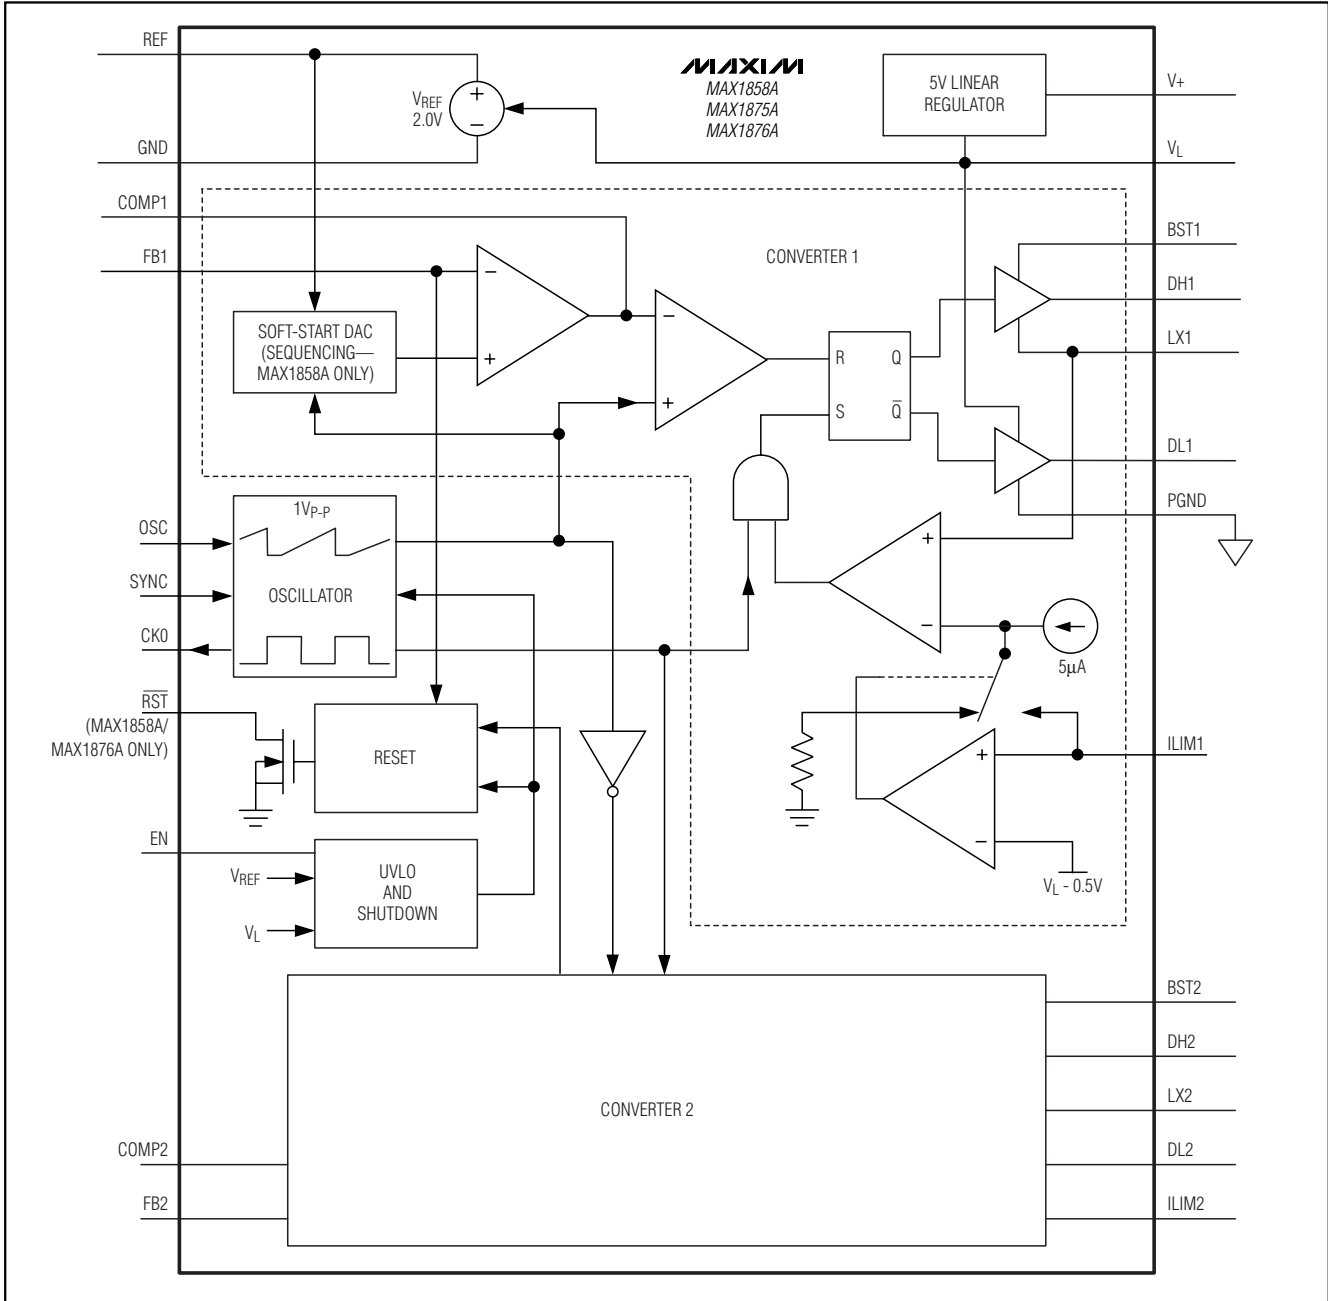 REF
MAXIM
MAX1858A
MAX1875A
MAX1876A
5V LINEAR
REGULATOR
V+
VREF
2.0V
+
−
GND
VL
COMP1
BST1
FB1
CONVERTER 1
−
+
DH1
SOFT-START DAC
(SEQUENCING—
MAX1858A ONLY)
−
+
R Q
S Q̅
LX1
DL1
1VP-P
PGND
OSC
+
−
SYNC
OSCILLATOR
CK0
5µA
R̅S̅T̅
(MAX1858A/
MAX1876A ONLY)
RESET
+
−
ILIM1
EN
UVLO
AND
SHUTDOWN
VREF
VL
VL - 0.5V
BST2
DH2
CONVERTER 2
LX2
COMP2
DL2
FB2
ILIM2